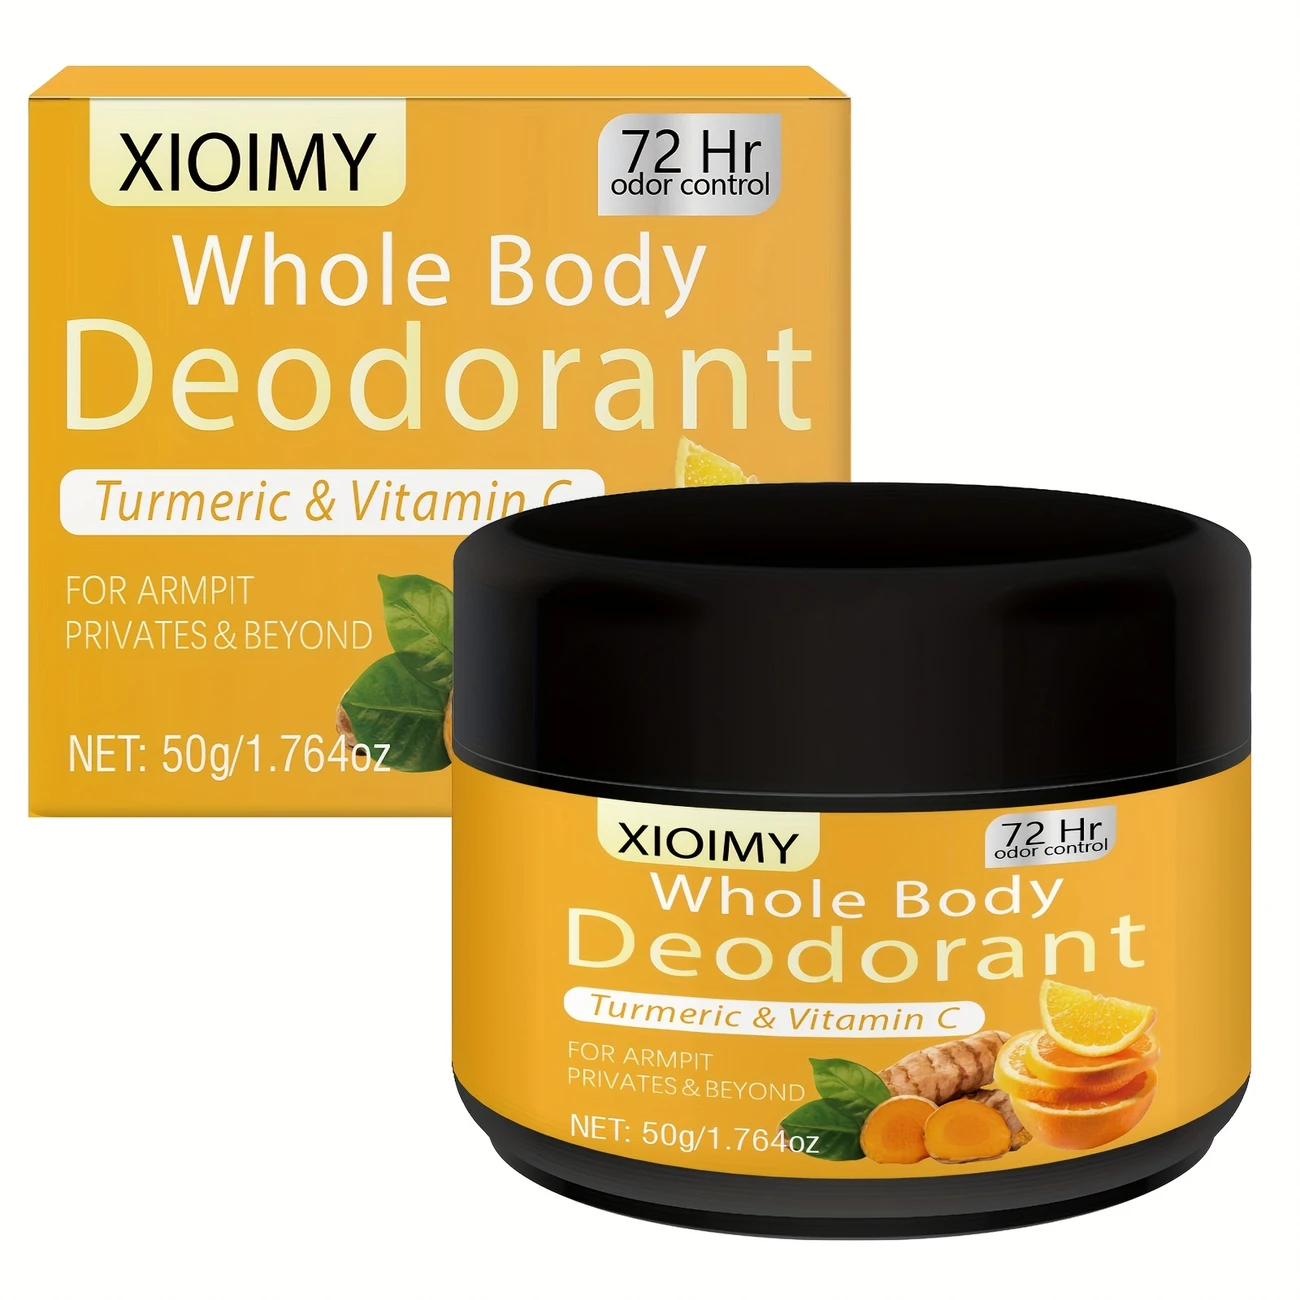 XIOIMY
72 Hr
odor control
Whole Body
Deodorant
Turmeric & Vitamin C
FOR ARMPIT
PRIVATES & BEYOND
NET: 50g/1.764oz
XIOIMY
72 Hr
odor control
Whole Body
Deodorant
Turmeric & Vitamin C
FOR ARMPIT
PRIVATES & BEYOND
NET: 50g/1.764oz